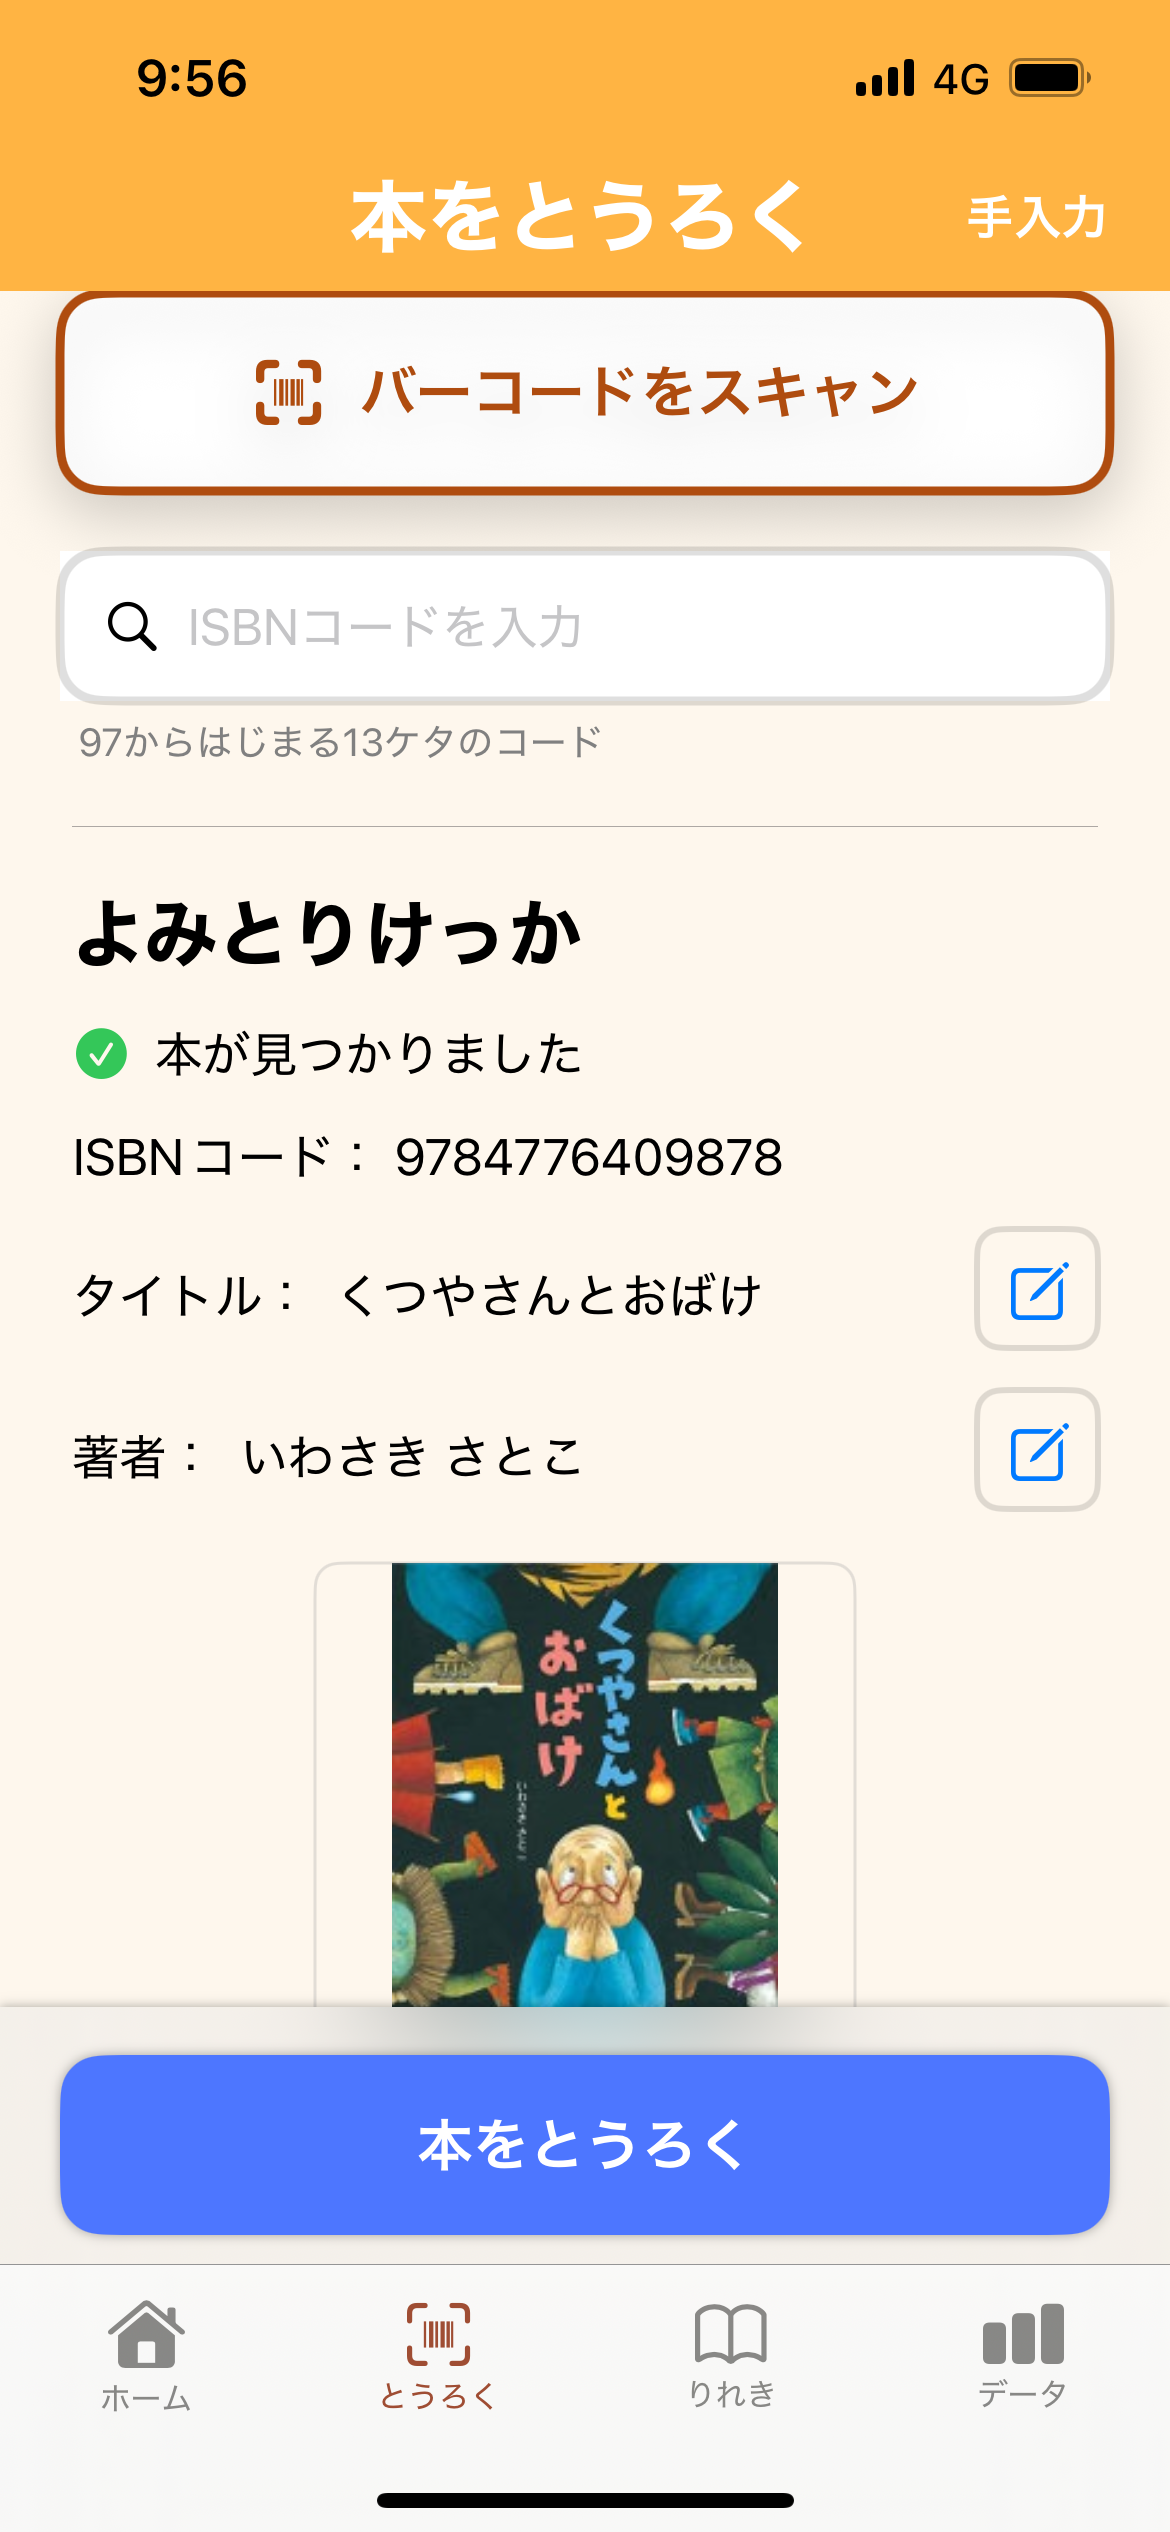 9:56
4G
本をとうろく
手入力
バーコードをスキャン
ISBNコードを入力
97からはじまる13ケタのコード
よみとりけっか
本が見つかりました
ISBNコード： 9784776409878
タイトル： くつやさんとおばけ
著者： いわさき さとこ
くつやさんと
おばけ
いわさき さとこ
本をとうろく
ホーム
とうろく
りれき
データ